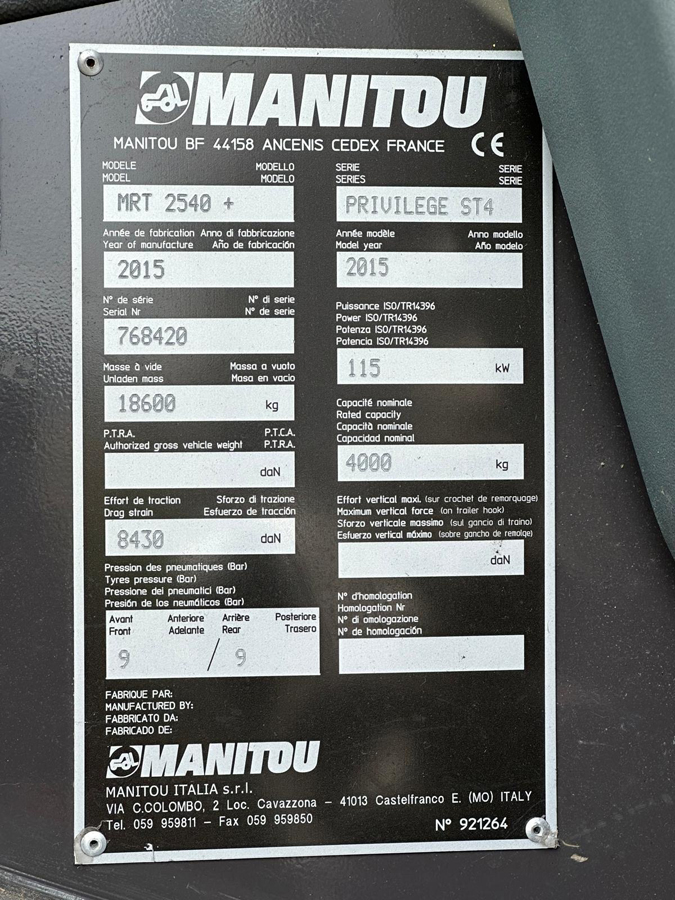 MANITOU
MANITOU BF 44158 ANCENIS CEDEX FRANCE CE
MODELE MODELLO
MODEL MODELO
MRT 2540 +
SERIE SERIE
SERIES SERIE
PRIVILEGE ST4
Année de fabrication Anno di fabbricazione
Year of manufacture Año de fabricación
2015
Année modèle Anno modello
Model year Año modelo
2015
N° de série N° di serie
Serial Nr N° de serie
768420
Puissance ISO/TR14396
Power ISO/TR14396
Potenza ISO/TR14396
Potencia ISO/TR14396
115 kW
Masse à vide Massa a vuoto
Unladen mass Masa en vacio
18600 kg
Capacité nominale
Rated capacity
Capacità nominale
Capacidad nominal
4000 kg
P.T.R.A. P.T.C.A.
Authorized gross vehicle weight P.T.R.A.
daN
Effort de traction Sforzo di trazione
Drag strain Esfuerzo de tracción
8430 daN
Effort vertical maxi. (sur crochet de remorquage)
Maximum vertical force (on trailer hook)
Sforzo verticale massimo (sul gancio di traino)
Esfuerzo vertical máximo (sobre gancho de remolqe)
daN
Pression des pneumatiques (Bar)
Tyres pressure (Bar)
Pressione dei pneumatici (Bar)
Presión de los neumóticos (Bar)
Avant Anteriore Arrière Posteriore
Front Adelante Rear Trasero
9 / 9
N° d'homologation
Homologation Nr
N° di omologazione
N° de homologación
FABRIQUE PAR:
MANUFACTURED BY:
FABBRICATO DA:
FABRICADO DE:
MANITOU
MANITOU ITALIA s.r.l.
VIA C.COLOMBO, 2 Loc. Cavazzona - 41013 Castelfranco E. (MO) ITALY
Tel. 059 959811 - Fax 059 959850
N° 921264